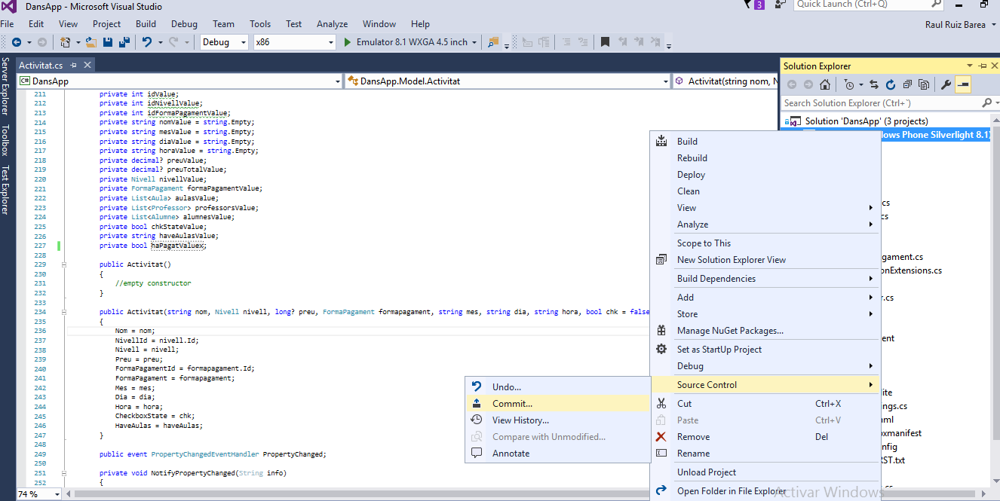 DansApp - Microsoft Visual Studio
3
Quick Launch (Ctrl+Q)
File Edit View Project Build Debug Team Tools Test Analyze Window Help
Raul Ruiz Barea
Debug x86 Emulator 8.1 WXGA 4.5 inch
Server Explorer
Toolbox
Test Explorer
Activitat.cs
C# DansApp
DansApp.Model.Activitat
Activitat(string nom, N
211 private int idValue;
212 private int idNivellValue;
213 private int idFormaPagamentValue;
214 private string nomValue = string.Empty;
215 private string mesValue = string.Empty;
216 private string diaValue = string.Empty;
217 private string horaValue = string.Empty;
218 private decimal? preuValue;
219 private decimal? preuTotalValue;
220 private Nivell nivellValue;
221 private FormaPagament formaPagamentValue;
222 private List<Aula> aulasValue;
223 private List<Professor> professorsValue;
224 private List<Alumne> alumnesValue;
225 private bool chkStateValue;
226 private string haveAulasValue;
227 private bool haPagatValuex;
228
229 public Activitat()
230 {
231 //empty constructor
232 }
233
234 public Activitat(string nom, Nivell nivell, long? preu, FormaPagament formapagament, string mes, string dia, string hora, bool chk = false
235 {
236 Nom = nom;
237 NivellId = nivell.Id;
238 Nivell = nivell;
239 Preu = preu;
240 FormaPagamentId = formapagament.Id;
241 FormaPagament = formapagament;
242 Mes = mes;
243 Dia = dia;
244 Hora = hora;
245 CheckboxState = chk;
246 HaveAulas = haveAulas;
247 }
248
249 public event PropertyChangedEventHandler PropertyChanged;
250
251 private void NotifyPropertyChanged(String info)
252 {
74 %
Solution Explorer
Search Solution Explorer (Ctrl+`)
Solution 'DansApp' (3 projects)
lows Phone Silverlight 8.1)
cs
cs
gament.cs
onExtensions.cs
r.cs
ent
ite
ngs.cs
ml
oxmanifest
nfig
RST.txt
cs
Build
Rebuild
Deploy
Clean
View
Analyze
Scope to This
New Solution Explorer View
Build Dependencies
Add
Store
Manage NuGet Packages...
Set as StartUp Project
Debug
Source Control
Cut Ctrl+X
Paste Ctrl+V
Remove Del
Rename
Unload Project
Open Folder in File Explorer
Undo...
Commit...
View History...
Compare with Unmodified...
Annotate
Activar Windows